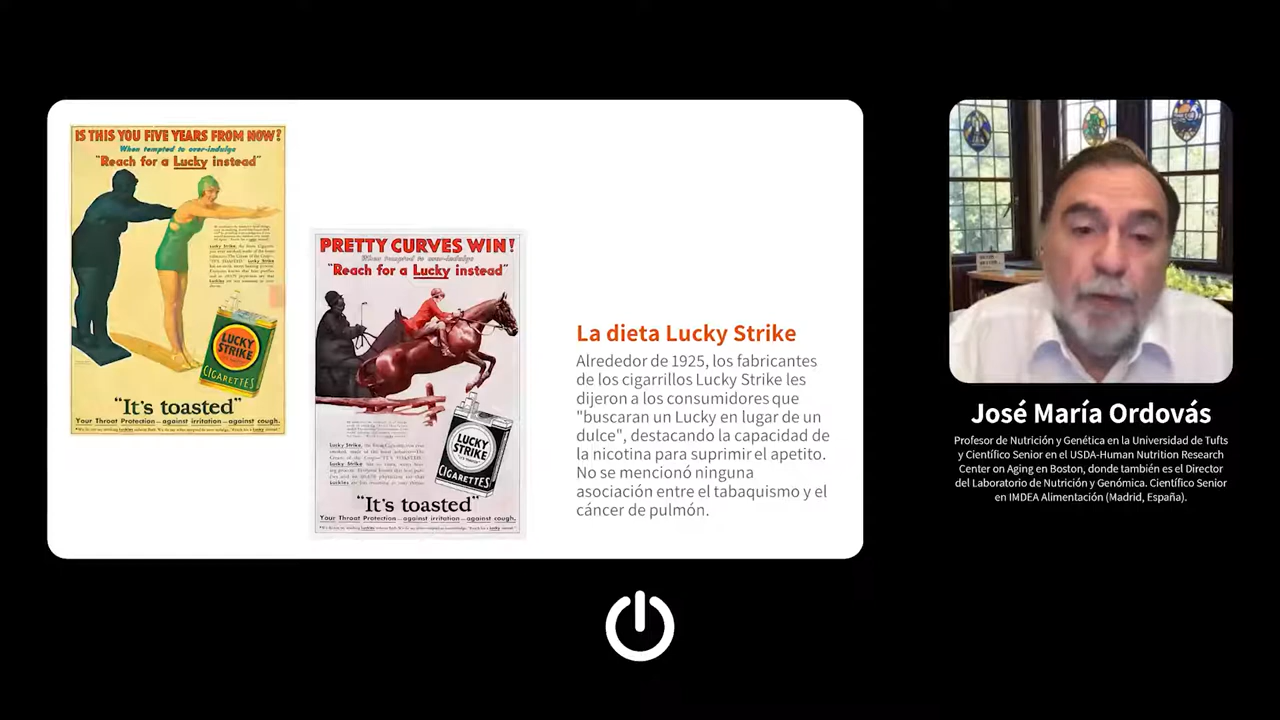 IS THIS YOU FIVE YEARS FROM NOW!
When tempted to over-indulge
"Reach for a Lucky instead"
LUCKY
STRIKE
CIGARETTES
"It's toasted"
Your Throat Protection—against irritation—against cough.
PRETTY CURVES WIN!
When tempted to over-indulge
"Reach for a Lucky instead"
LUCKY
STRIKE
CIGARETTES
"It's toasted"
Your Throat Protection—against irritation—against cough.
La dieta Lucky Strike
Alrededor de 1925, los fabricantes
de los cigarrillos Lucky Strike les
dijeron a los consumidores que
"buscaran un Lucky en lugar de un
dulce", destacando la capacidad de
la nicotina para suprimir el apetito.
No se mencionó ninguna
asociación entre el tabaquismo y el
cáncer de pulmón.
José María Ordovás
Profesor de Nutrición y Genética en la Universidad de Tufts
y Científico Senior en el USDA-Human Nutrition Research
Center on Aging en Boston, donde también es el Director
del Laboratorio de Nutrición y Genómica. Científico Senior
en IMDEA Alimentación (Madrid, España).